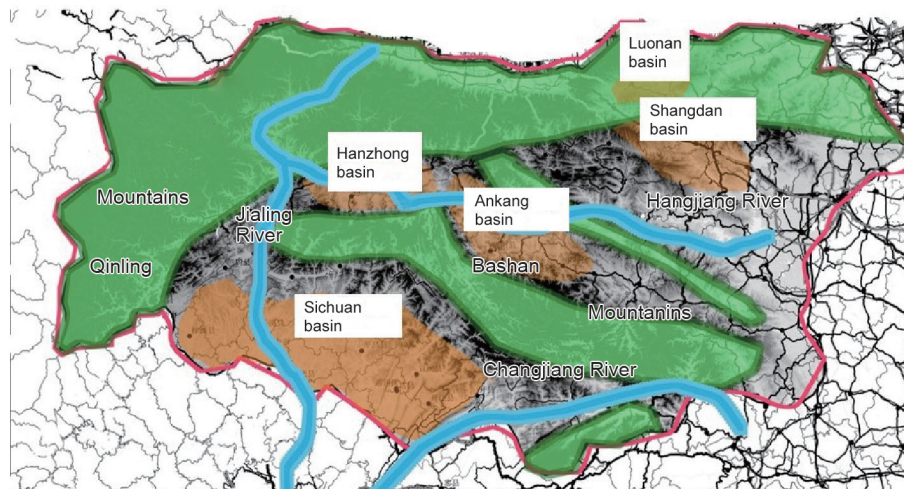 Luonan
basin
Shangdan
basin
Hanzhong
basin
Mountains
Ankang
basin
Hangjiang River
Jialing
River
Qinling
Bashan
Sichuan
basin
Mountanins
Changjiang River